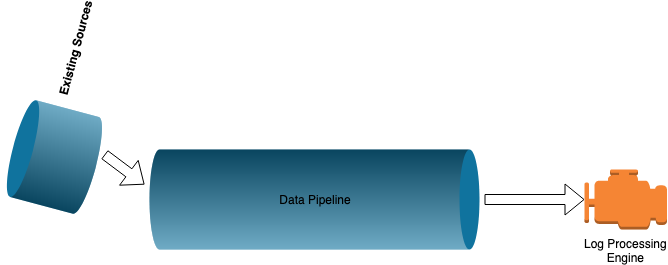 Existing Sources
Data Pipeline
Log Processing
Engine